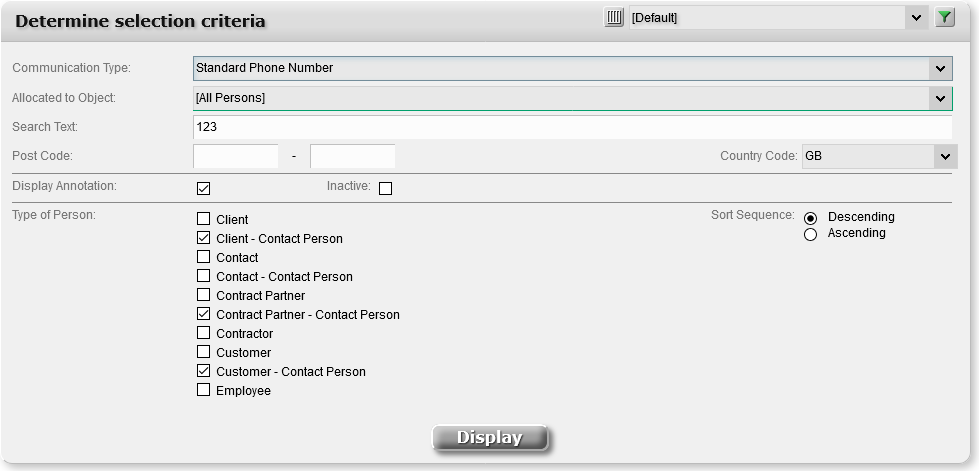 Determine selection criteria [Default]
Communication Type: Standard Phone Number
Allocated to Object: [All Persons]
Search Text: 123
Post Code: - Country Code: GB
Display Annotation: Inactive:
Type of Person: Client Sort Sequence: Descending
Client - Contact Person Ascending
Contact
Contact - Contact Person
Contract Partner
Contract Partner - Contact Person
Contractor
Customer
Customer - Contact Person
Employee
Display